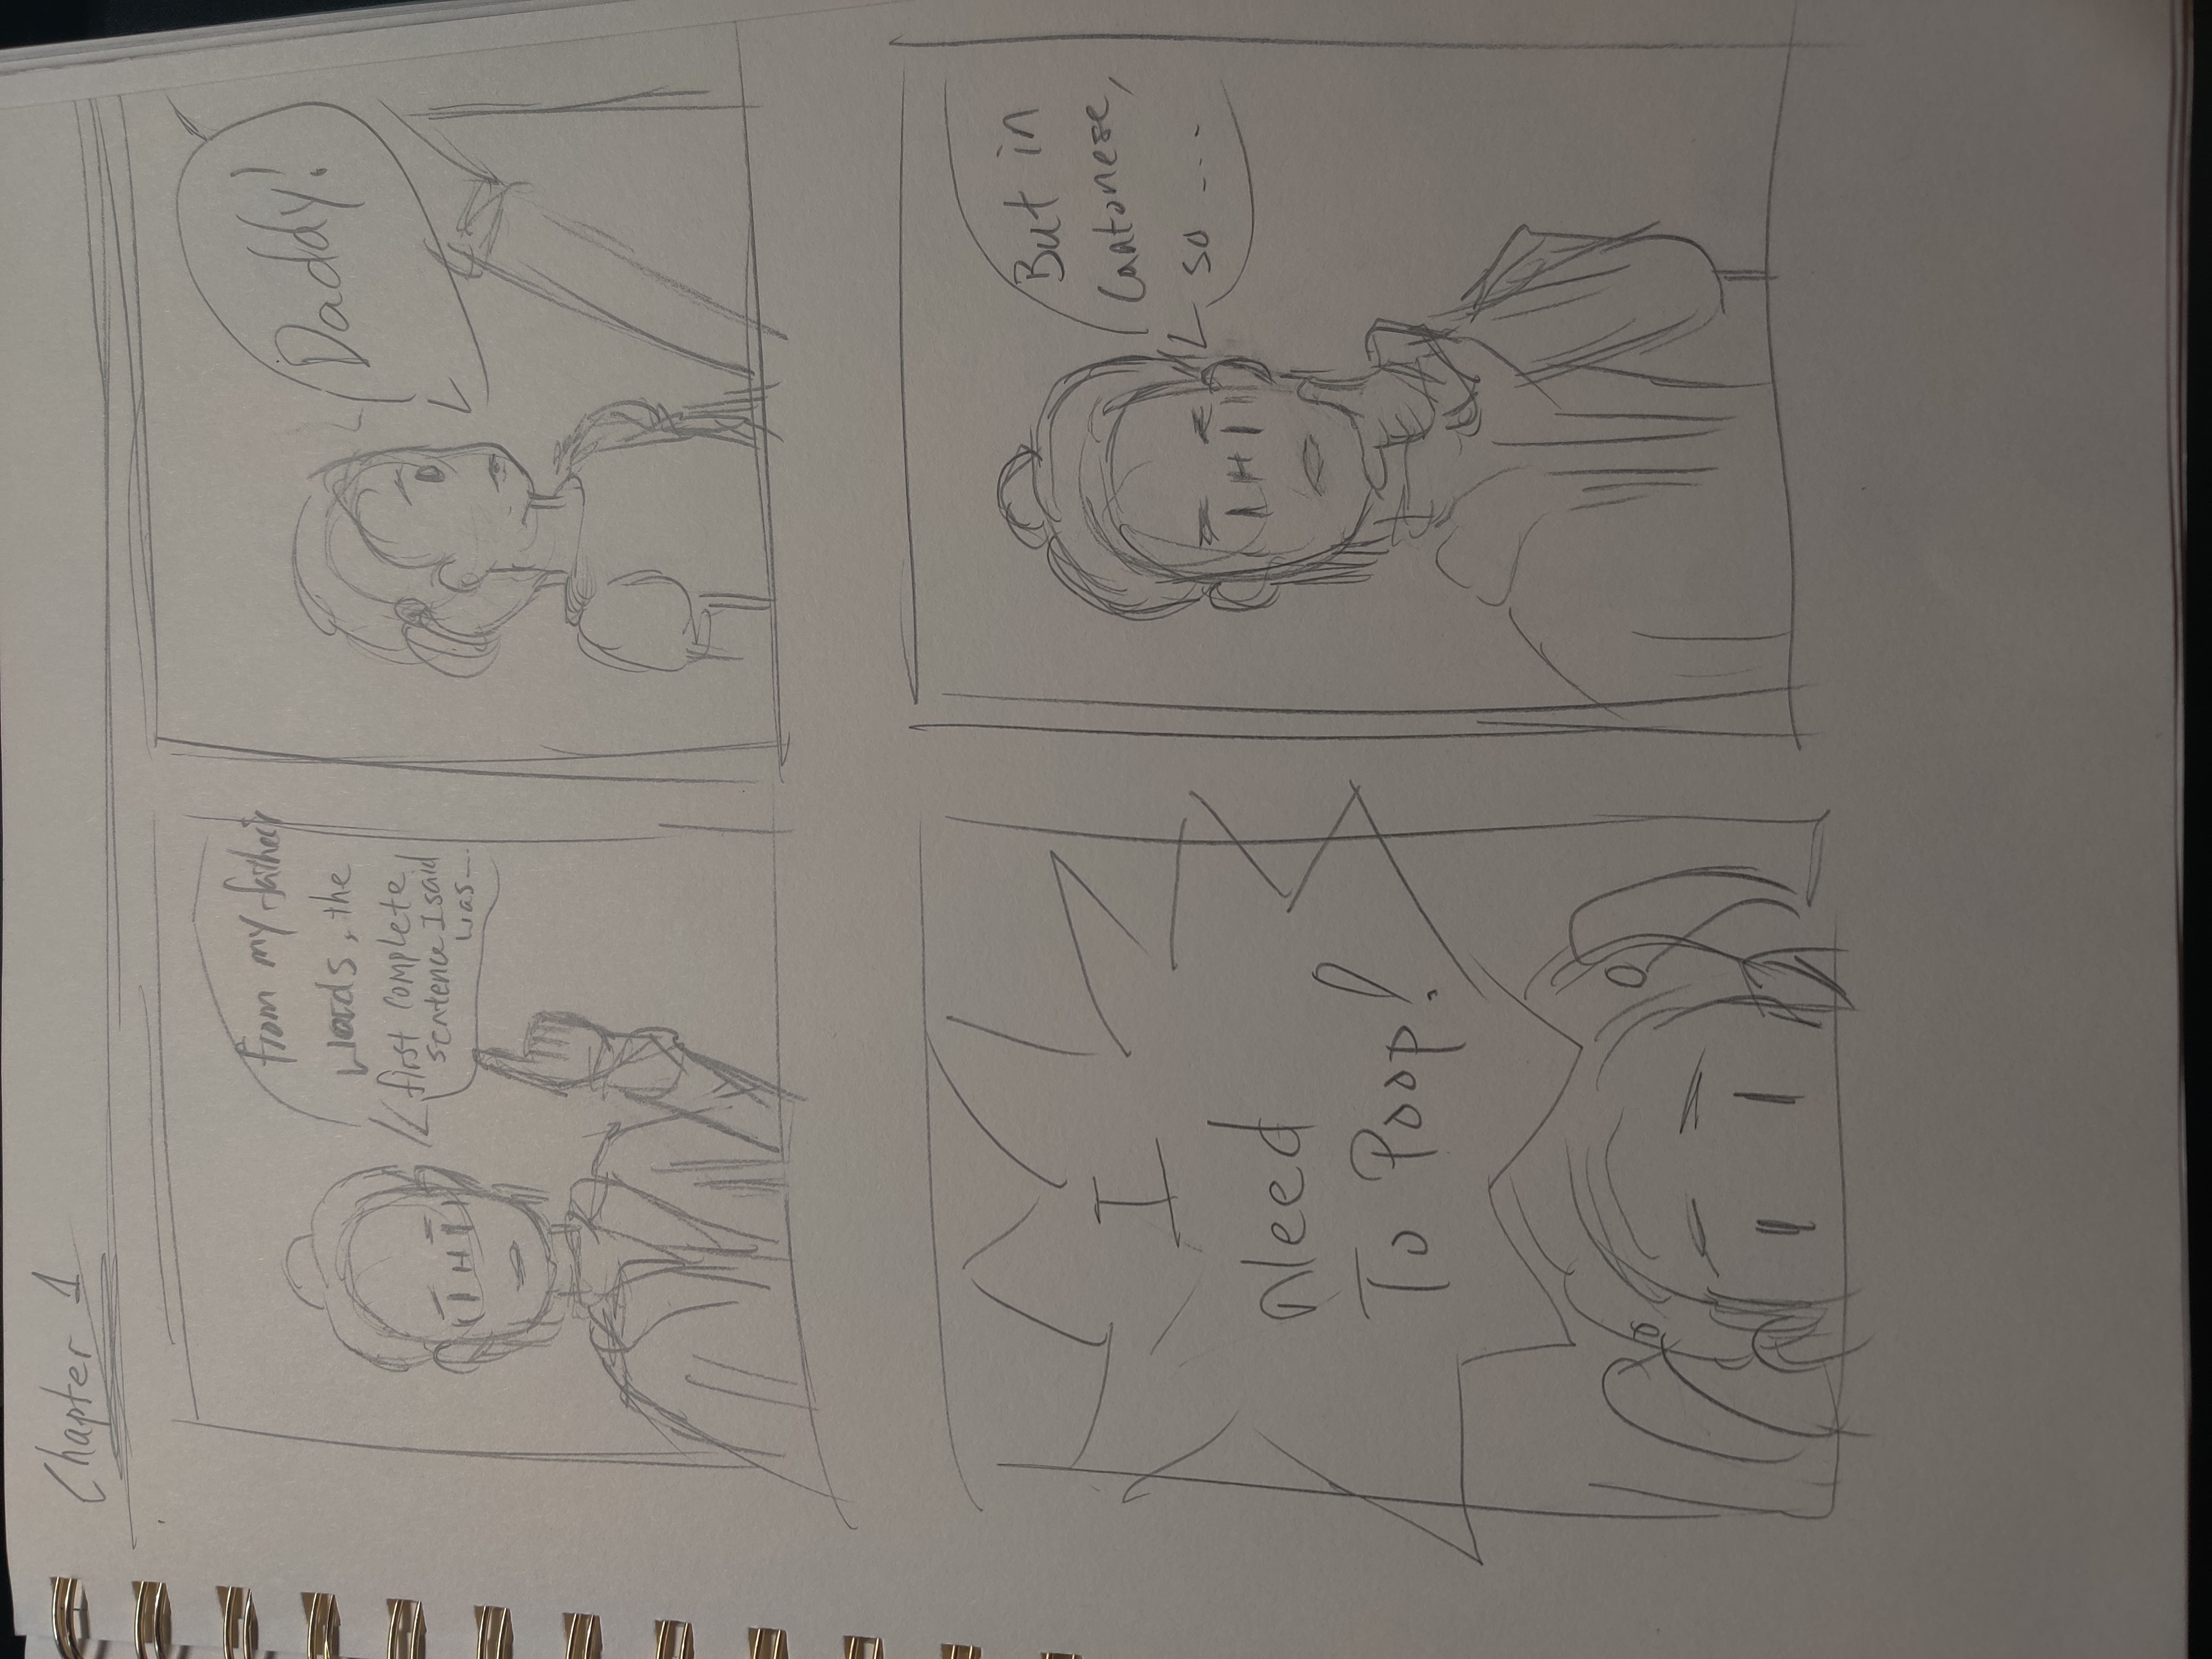 Chapter 1
from my father's
words, the
first complete
sentence I said
was...
Daddy!
I
Need
To Poop!
But in
Cantonese,
so ...